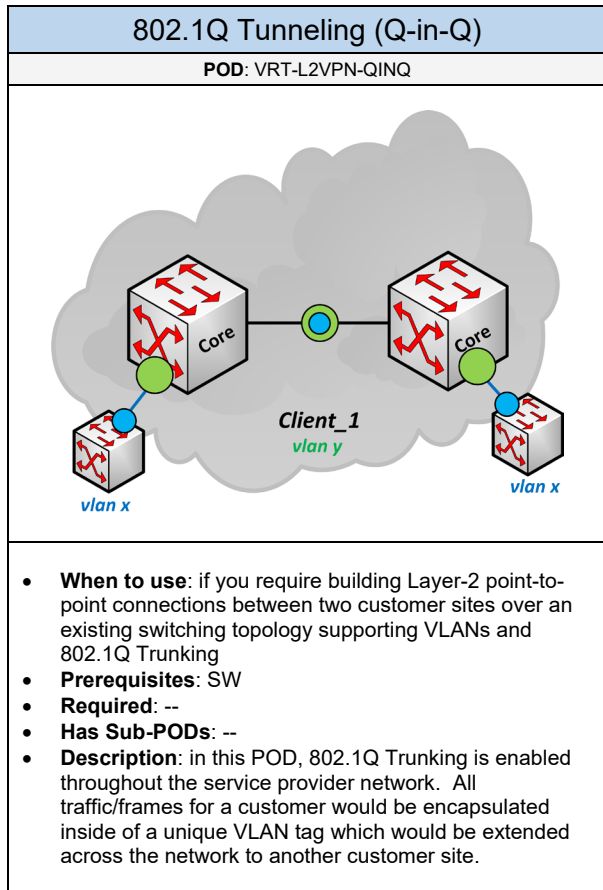 802.1Q Tunneling (Q-in-Q)
POD: VRT-L2VPN-QINQ
Core
Core
Client_1
vlan y
vlan x
vlan x
• When to use: if you require building Layer-2 point-to-
point connections between two customer sites over an
existing switching topology supporting VLANs and
802.1Q Trunking
• Prerequisites: SW
• Required: --
• Has Sub-PODs: --
• Description: in this POD, 802.1Q Trunking is enabled
throughout the service provider network. All
traffic/frames for a customer would be encapsulated
inside of a unique VLAN tag which would be extended
across the network to another customer site.